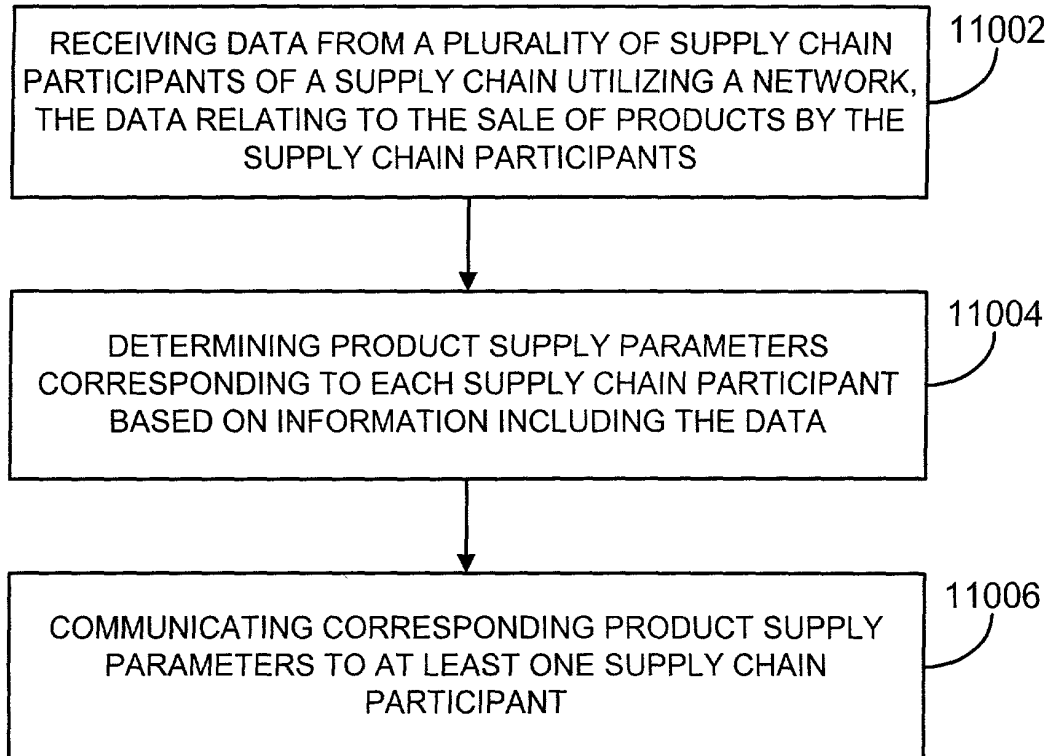 RECEIVING DATA FROM A PLURALITY OF SUPPLY CHAIN
PARTICIPANTS OF A SUPPLY CHAIN UTILIZING A NETWORK,
THE DATA RELATING TO THE SALE OF PRODUCTS BY THE
SUPPLY CHAIN PARTICIPANTS
11002
DETERMINING PRODUCT SUPPLY PARAMETERS
CORRESPONDING TO EACH SUPPLY CHAIN PARTICIPANT
BASED ON INFORMATION INCLUDING THE DATA
11004
COMMUNICATING CORRESPONDING PRODUCT SUPPLY
PARAMETERS TO AT LEAST ONE SUPPLY CHAIN
PARTICIPANT
11006